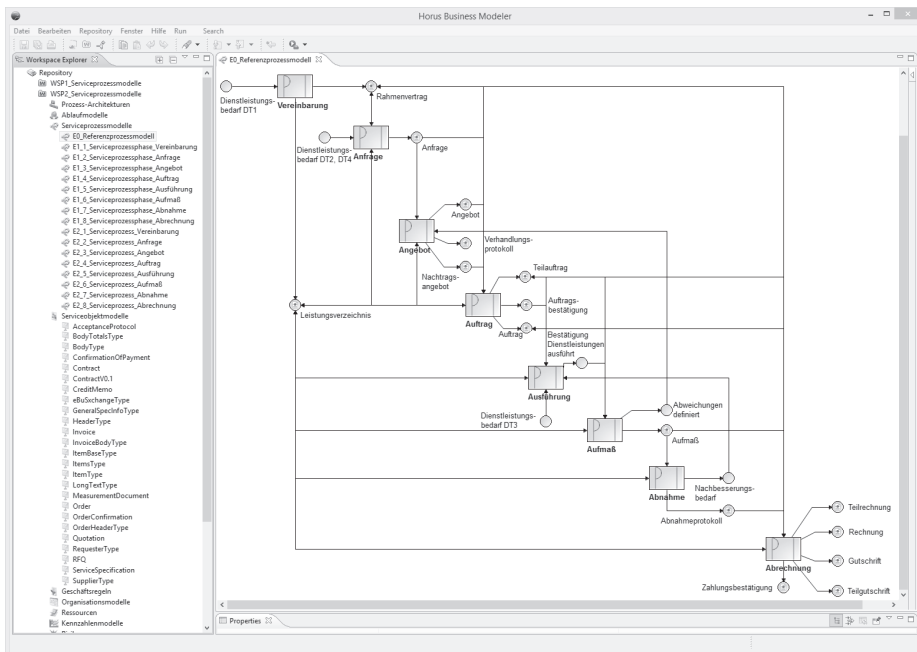 Horus Business Modeler
Datei Bearbeiten Repository Fenster Hilfe Run Search
Workspace Explorer
E0_Referenzprozessmodell
Repository
WSP1_Serviceprozessmodelle
WSP2_Serviceprozessmodelle
Prozess-Architekturen
Ablaufmodelle
Serviceprozessmodelle
E0_Referenzprozessmodell
E1_1_Serviceprozessphase_Vereinbarung
E1_2_Serviceprozessphase_Anfrage
E1_3_Serviceprozessphase_Angebot
E1_4_Serviceprozessphase_Auftrag
E1_5_Serviceprozessphase_Ausführung
E1_6_Serviceprozessphase_Aufmaß
E1_7_Serviceprozessphase_Abnahme
E1_8_Serviceprozessphase_Abrechnung
E2_1_Serviceprozess_Vereinbarung
E2_2_Serviceprozess_Anfrage
E2_3_Serviceprozess_Angebot
E2_4_Serviceprozess_Auftrag
E2_5_Serviceprozess_Ausführung
E2_6_Serviceprozess_Aufmaß
E2_7_Serviceprozess_Abnahme
E2_8_Serviceprozess_Abrechnung
Serviceobjektmodelle
AcceptanceProtocol
BodyTotalsType
BodyType
ConfirmationOfPayment
Contract
ContractV0.1
CreditMemo
eBuSxchangeType
GeneralSpecInfoType
HeaderType
Invoice
InvoiceBodyType
ItemBaseType
ItemsType
ItemType
LongTextType
MeasurementDocument
Order
OrderConfirmation
OrderHeaderType
Quotation
RequesterType
RFQ
ServiceSpecification
SupplierType
Geschäftsregeln
Organisationsmodelle
Ressourcen
Kennzahlenmodelle
Dienstleistungs-
bedarf DT1
Vereinbarung
Rahmenvertrag
Dienstleistungs-
bedarf DT2, DT4
Anfrage
Anfrage
Angebot
Angebot
Verhandlungs-
protokoll
Nachtrags-
angebot
Teilauftrag
Leistungsverzeichnis
Auftrag
Auftrags-
bestätigung
Auftrag
Bestätigung
Dienstleistungen
ausführt
Ausführung
Dienstleistungs-
bedarf DT3
Abweichungen
definiert
Aufmaß
Aufmaß
Abnahme
Nachbesserungs-
bedarf
Abnahmeprotokoll
Teilrechnung
Rechnung
Abrechnung
Gutschrift
Zahlungsbestätigung
Teilgutschrift
Properties